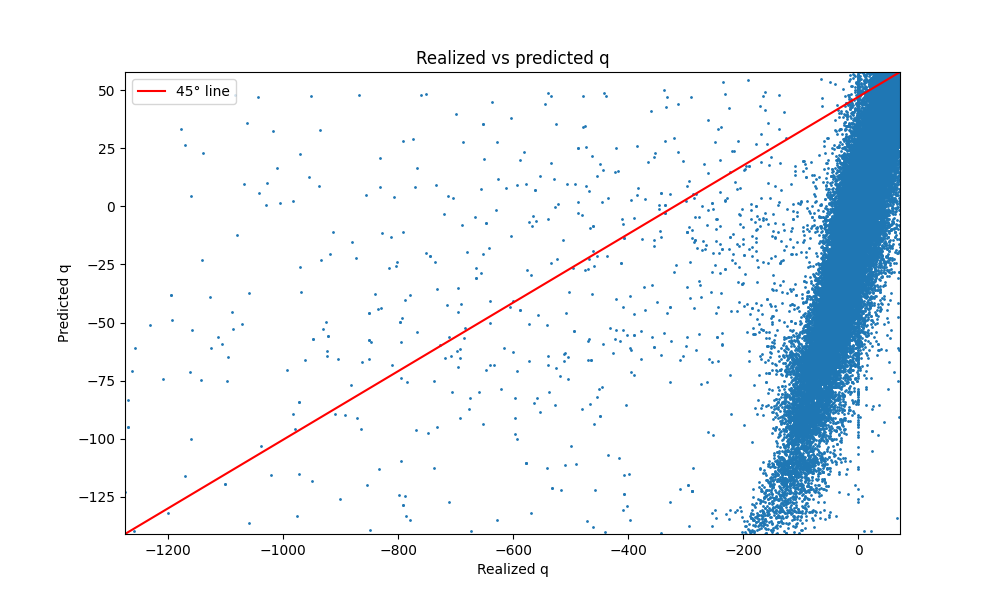 Realized vs predicted q
45° line
50
25
0
−25
−50
−75
−100
−125
Predicted q
−1200 −1000 −800 −600 −400 −200 0
Realized q